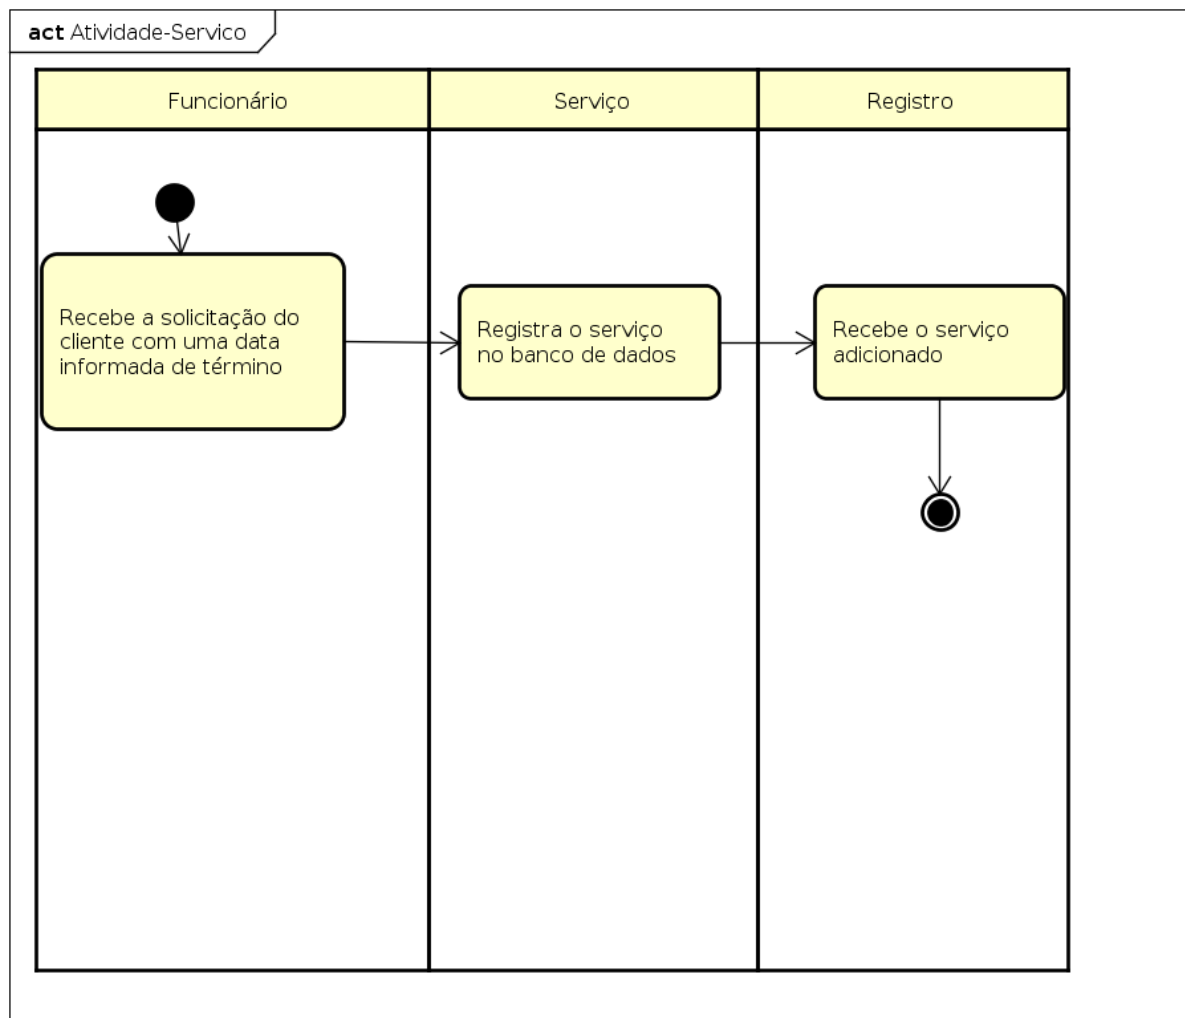 act Atividade-Servico
Funcionário
Serviço
Registro
Recebe a solicitação do
cliente com uma data
informada de término
Registra o serviço
no banco de dados
Recebe o serviço
adicionado